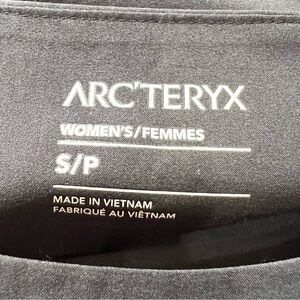 ARC'TERYX
WOMEN'S/FEMMES
S/P
MADE IN VIETNAM
FABRIQUÉ AU VIÊTNAM